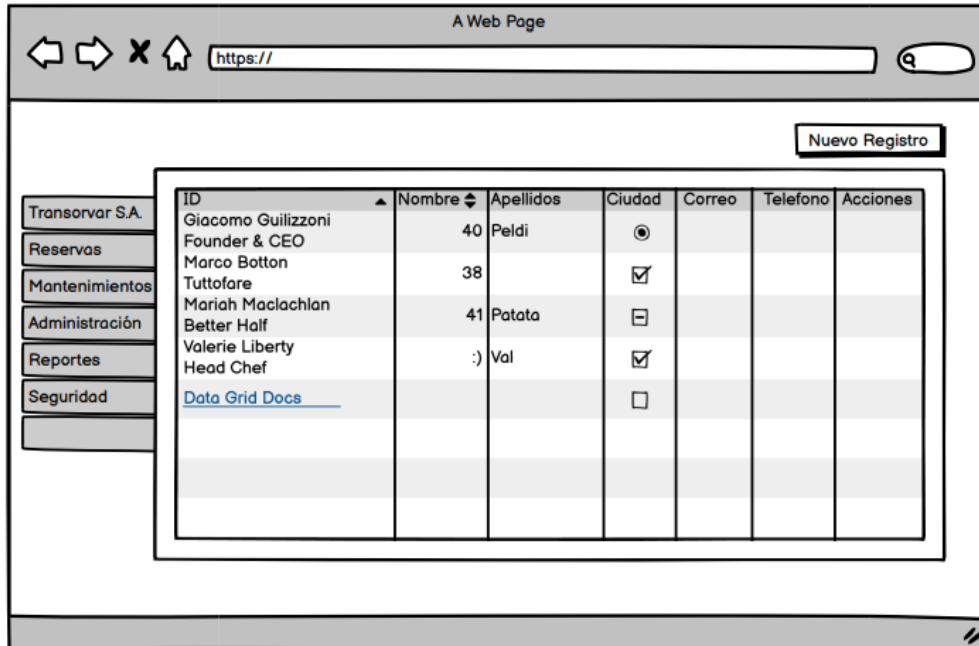 A Web Page
https://
Nuevo Registro
Transorvar S.A.
Reservas
Mantenimientos
Administración
Reportes
Seguridad
ID Nombre Apellidos Ciudad Correo Telefono Acciones
Giacomo Guilizzoni
Founder & CEO
40 Peldi
Marco Botton
Tuttofare
38
Mariah Maclachlan
Better Half
41 Patata
Valerie Liberty
Head Chef
:) Val
Data Grid Docs